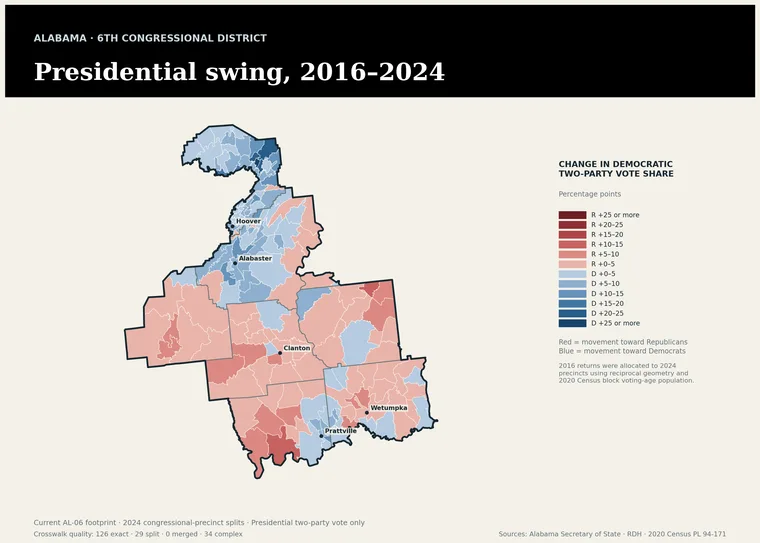 ALABAMA · 6TH CONGRESSIONAL DISTRICT
Presidential swing, 2016–2024
Hoover
Alabaster
Clanton
Wetumpka
Prattville
CHANGE IN DEMOCRATIC
TWO-PARTY VOTE SHARE
Percentage points
R +25 or more
R +20–25
R +15–20
R +10–15
R +5–10
R +0–5
D +0–5
D +5–10
D +10–15
D +15–20
D +20–25
D +25 or more
Red = movement toward Republicans
Blue = movement toward Democrats
2016 returns were allocated to 2024
precincts using reciprocal geometry and
2020 Census block voting-age population.
Current AL-06 footprint · 2024 congressional-precinct splits · Presidential two-party vote only
Crosswalk quality: 126 exact · 29 split · 0 merged · 34 complex
Sources: Alabama Secretary of State · RDH · 2020 Census PL 94-171